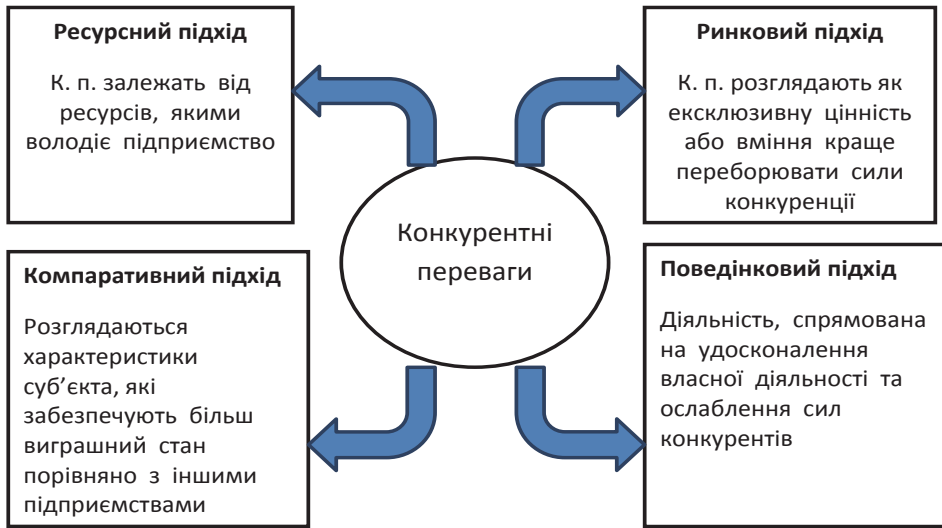 Ресурсний підхід
К. п. залежать від
ресурсів, якими
володіє підприємство
Ринковий підхід
К. п. розглядають як
ексклюзивну цінність
або вміння краще
переборювати сили
конкуренції
Конкурентні
переваги
Компаративний підхід
Розглядаються
характеристики
суб’єкта, які
забезпечують більш
виграшний стан
порівняно з іншими
підприємствами
Поведінковий підхід
Діяльність, спрямована
на удосконалення
власної діяльності та
ослаблення сил
конкурентів